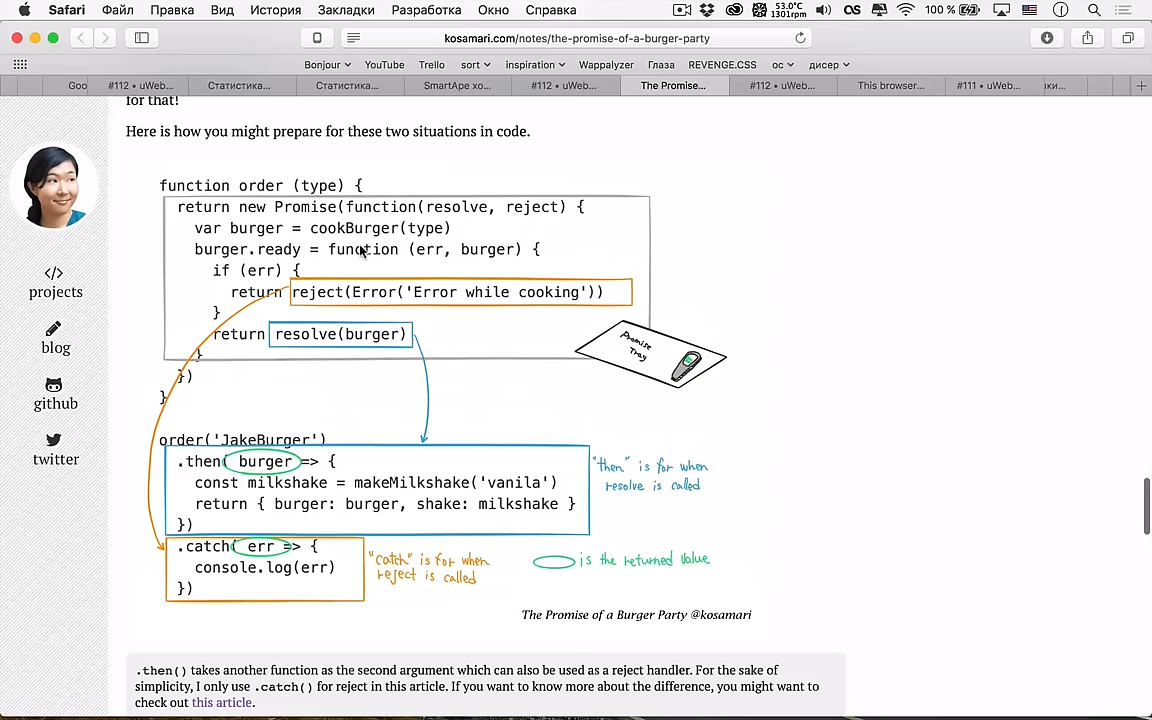 Safari Файл Правка Вид История Закладки Разработка Окно Справка 53.0°C 1301rpm 100 %
kosamari.com/notes/the-promise-of-a-burger-party
Bonjour YouTube Trello sort inspiration Wappalyzer Глаза REVENGE.CSS ос дисер
Goo #112 • uWeb... Статистика... Статистика... SmartApe хо... #112 • uWeb... The Promise... #112 • uWeb... This browser... #111 • uWeb... ки...
for that!
Here is how you might prepare for these two situations in code.
function order (type) {
return new Promise(function(resolve, reject) {
var burger = cookBurger(type)
burger.ready = function (err, burger) {
if (err) {
return reject(Error('Error while cooking'))
}
return resolve(burger)
}
})
}
Promise
Tray
order('JakeBurger')
.then( burger => {
const milkshake = makeMilkshake('vanila')
return { burger: burger, shake: milkshake }
})
"then" is for when
resolve is called
.catch( err => {
console.log(err)
})
"catch" is for when
reject is called
is the returned value
The Promise of a Burger Party @kosamari
.then() takes another function as the second argument which can also be used as a reject handler. For the sake of
simplicity, I only use .catch() for reject in this article. If you want to know more about the difference, you might want to
check out this article.
</> projects
blog
github
twitter